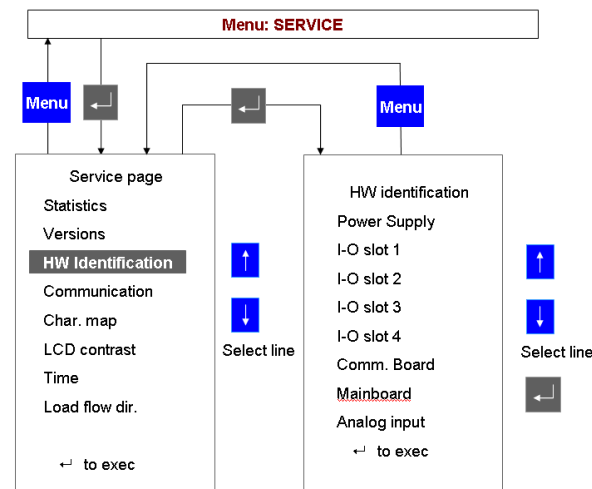 Menu: SERVICE
Menu
Menu
Service page
Statistics
Versions
HW Identification
Communication
Char. map
LCD contrast
Time
Load flow dir.
↵ to exec
Select line
HW identification
Power Supply
I-O slot 1
I-O slot 2
I-O slot 3
I-O slot 4
Comm. Board
Mainboard
Analog input
↵ to exec
Select line